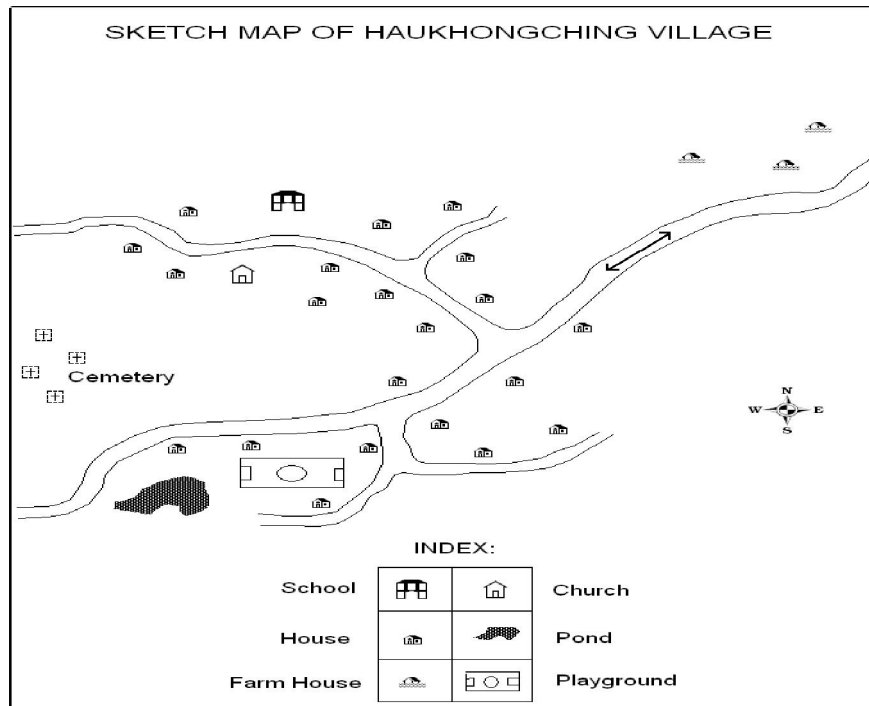 SKETCH MAP OF HAUKHONGCHING VILLAGE
Cemetery
N
W E
S
INDEX:
School Church
House Pond
Farm House Playground